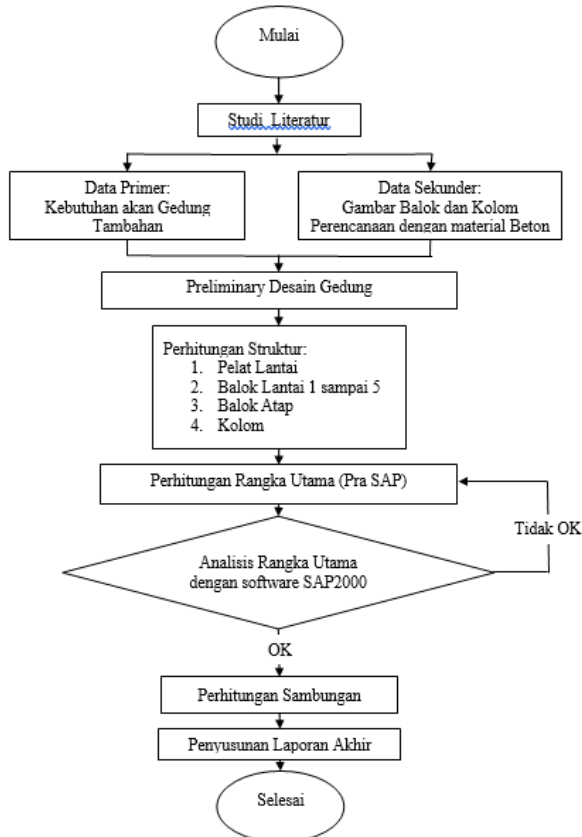 Mulai
Studi Literatur
Data Primer:
Kebutuhan akan Gedung
Tambahan
Data Sekunder:
Gambar Balok dan Kolom
Perencanaan dengan material Beton
Preliminary Desain Gedung
Perhitungan Struktur:
1. Pelat Lantai
2. Balok Lantai 1 sampai 5
3. Balok Atap
4. Kolom
Perhitungan Rangka Utama (Pra SAP)
Tidak OK
Analisis Rangka Utama
dengan software SAP2000
OK
Perhitungan Sambungan
Penyusunan Laporan Akhir
Selesai